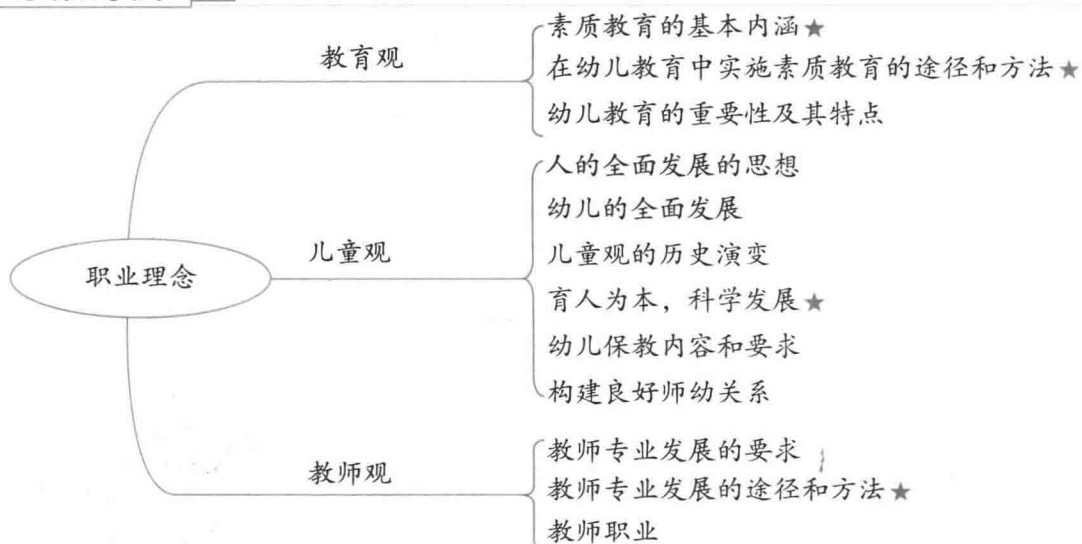 教育观
素质教育的基本内涵★
在幼儿教育中实施素质教育的途径和方法★
幼儿教育的重要性及其特点
职业理念
儿童观
人的全面发展的思想
幼儿的全面发展
儿童观的历史演变
育人为本，科学发展★
幼儿保教内容和要求
构建良好师幼关系
教师观
教师专业发展的要求
教师专业发展的途径和方法★
教师职业